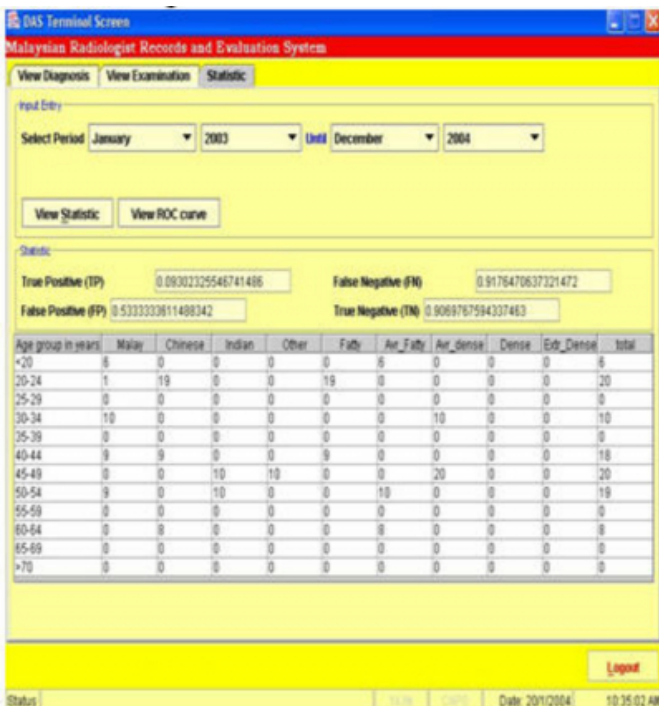 DAS Terminal Screen
Malaysian Radiologist Records and Evaluation System
View Diagnosis View Examination Statistic
Input Entry
Select Period January 2003 Until December 2004
View Statistic View ROC curve
Statistic
True Positive (TP) 0.09302325546741486 False Negative (FN) 0.9176470637321472
False Positive (FP) 0.5333333611488342 True Negative (TN) 0.9069767594337463
Age group in years Malay Chinese Indian Other Fatty Avr_Fatty Avr_dense Dense Extr_Dense total
<20 6 0 0 0 0 6 0 0 0 6
20-24 1 19 0 0 19 0 0 0 0 20
25-29 0 0 0 0 0 0 0 0 0 0
30-34 10 0 0 0 0 0 10 0 0 10
35-39 0 0 0 0 0 0 0 0 0 0
40-44 9 9 0 0 9 0 0 0 0 18
45-49 0 0 10 10 0 0 20 0 0 20
50-54 9 0 10 0 0 10 0 0 0 19
55-59 0 0 0 0 0 0 0 0 0 0
60-64 0 8 0 0 0 8 0 0 0 8
65-69 0 0 0 0 0 0 0 0 0 0
>70 0 0 0 0 0 0 0 0 0 0
Logout
Status NUM CAPS Date: 20/1/2004 10:35:02 AM